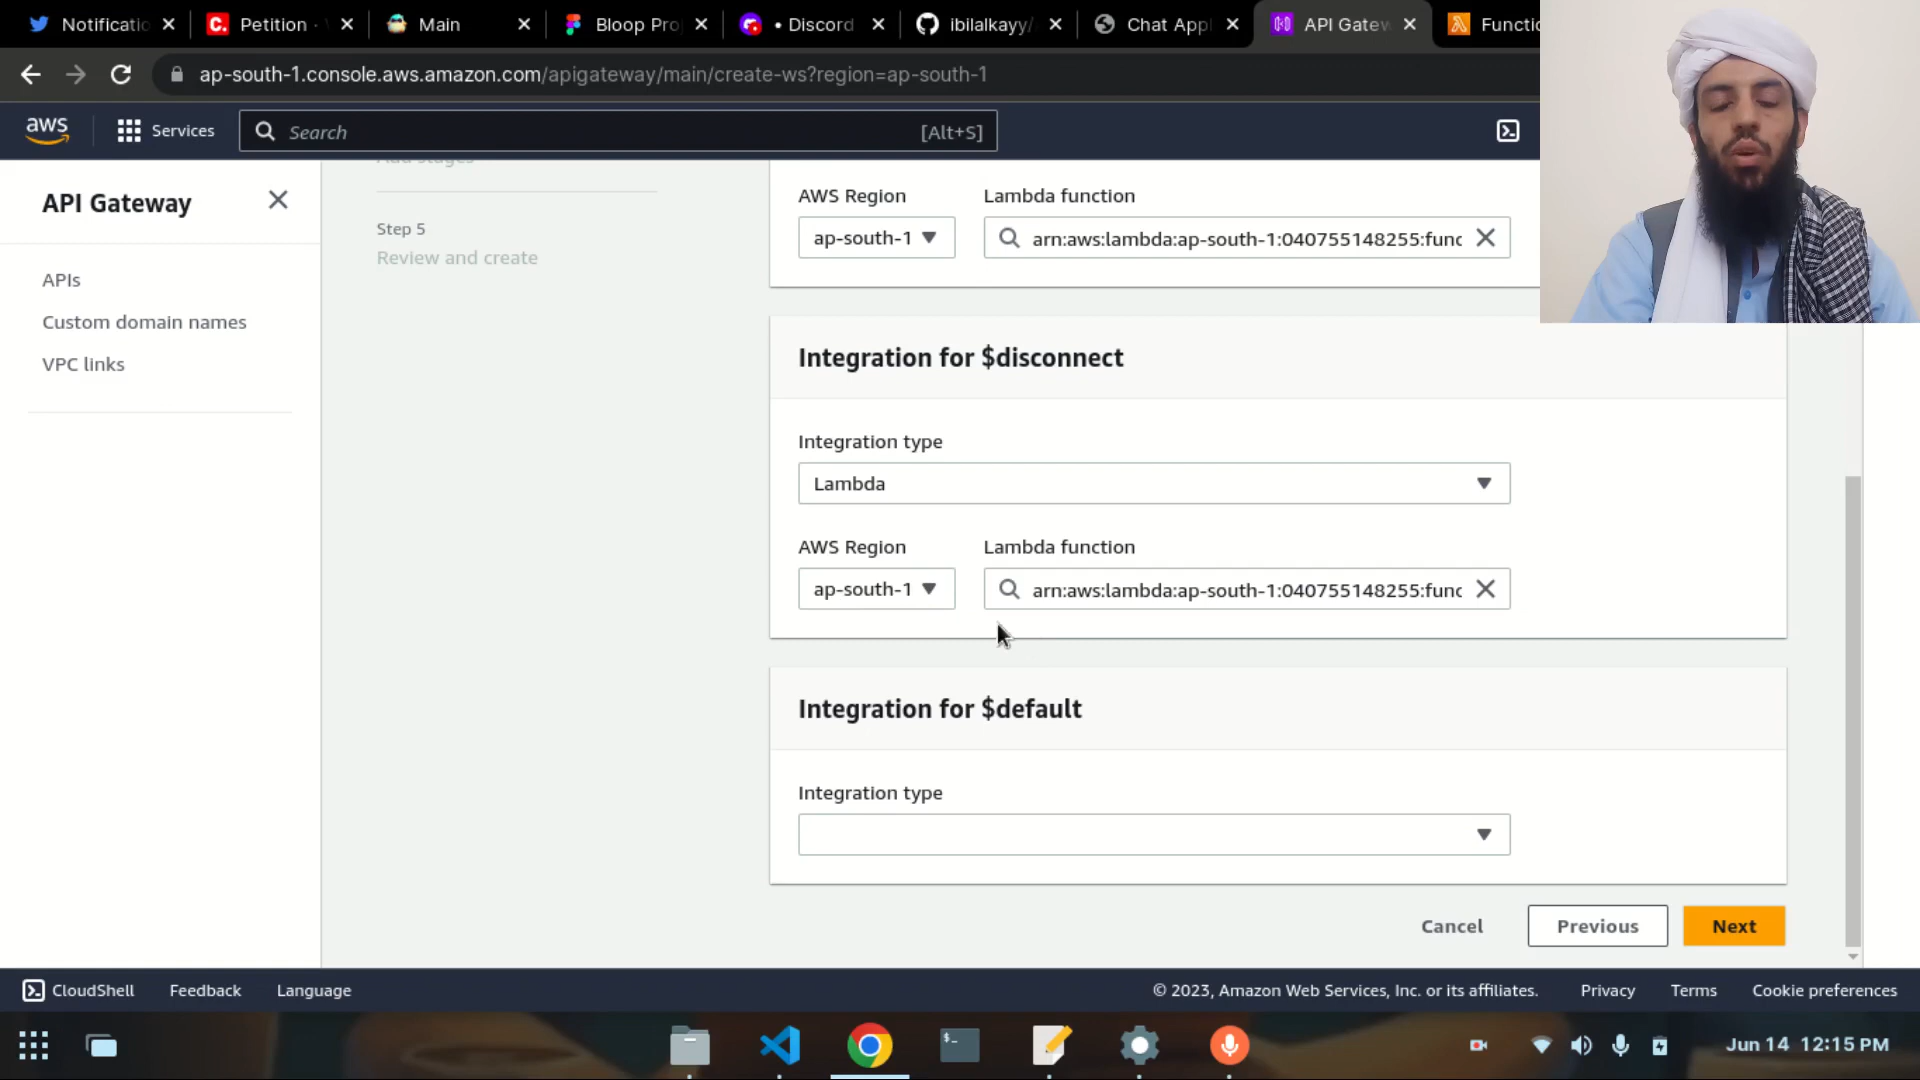 Notificatio
Petition ·
Main
Bloop Pro
• Discord
ibilalkayy/
Chat Appl
API Gatew
Functio
ap-south-1.console.aws.amazon.com/apigateway/main/create-ws?region=ap-south-1
aws
Services
Search
[Alt+S]
API Gateway
APIs
Custom domain names
VPC links
Add stages
Step 5
Review and create
AWS Region
Lambda function
ap-south-1
arn:aws:lambda:ap-south-1:040755148255:func
Integration for $disconnect
Integration type
Lambda
AWS Region
Lambda function
ap-south-1
arn:aws:lambda:ap-south-1:040755148255:func
Integration for $default
Integration type
Cancel
Previous
Next
CloudShell
Feedback
Language
© 2023, Amazon Web Services, Inc. or its affiliates.
Privacy
Terms
Cookie preferences
Jun 14 12:15 PM